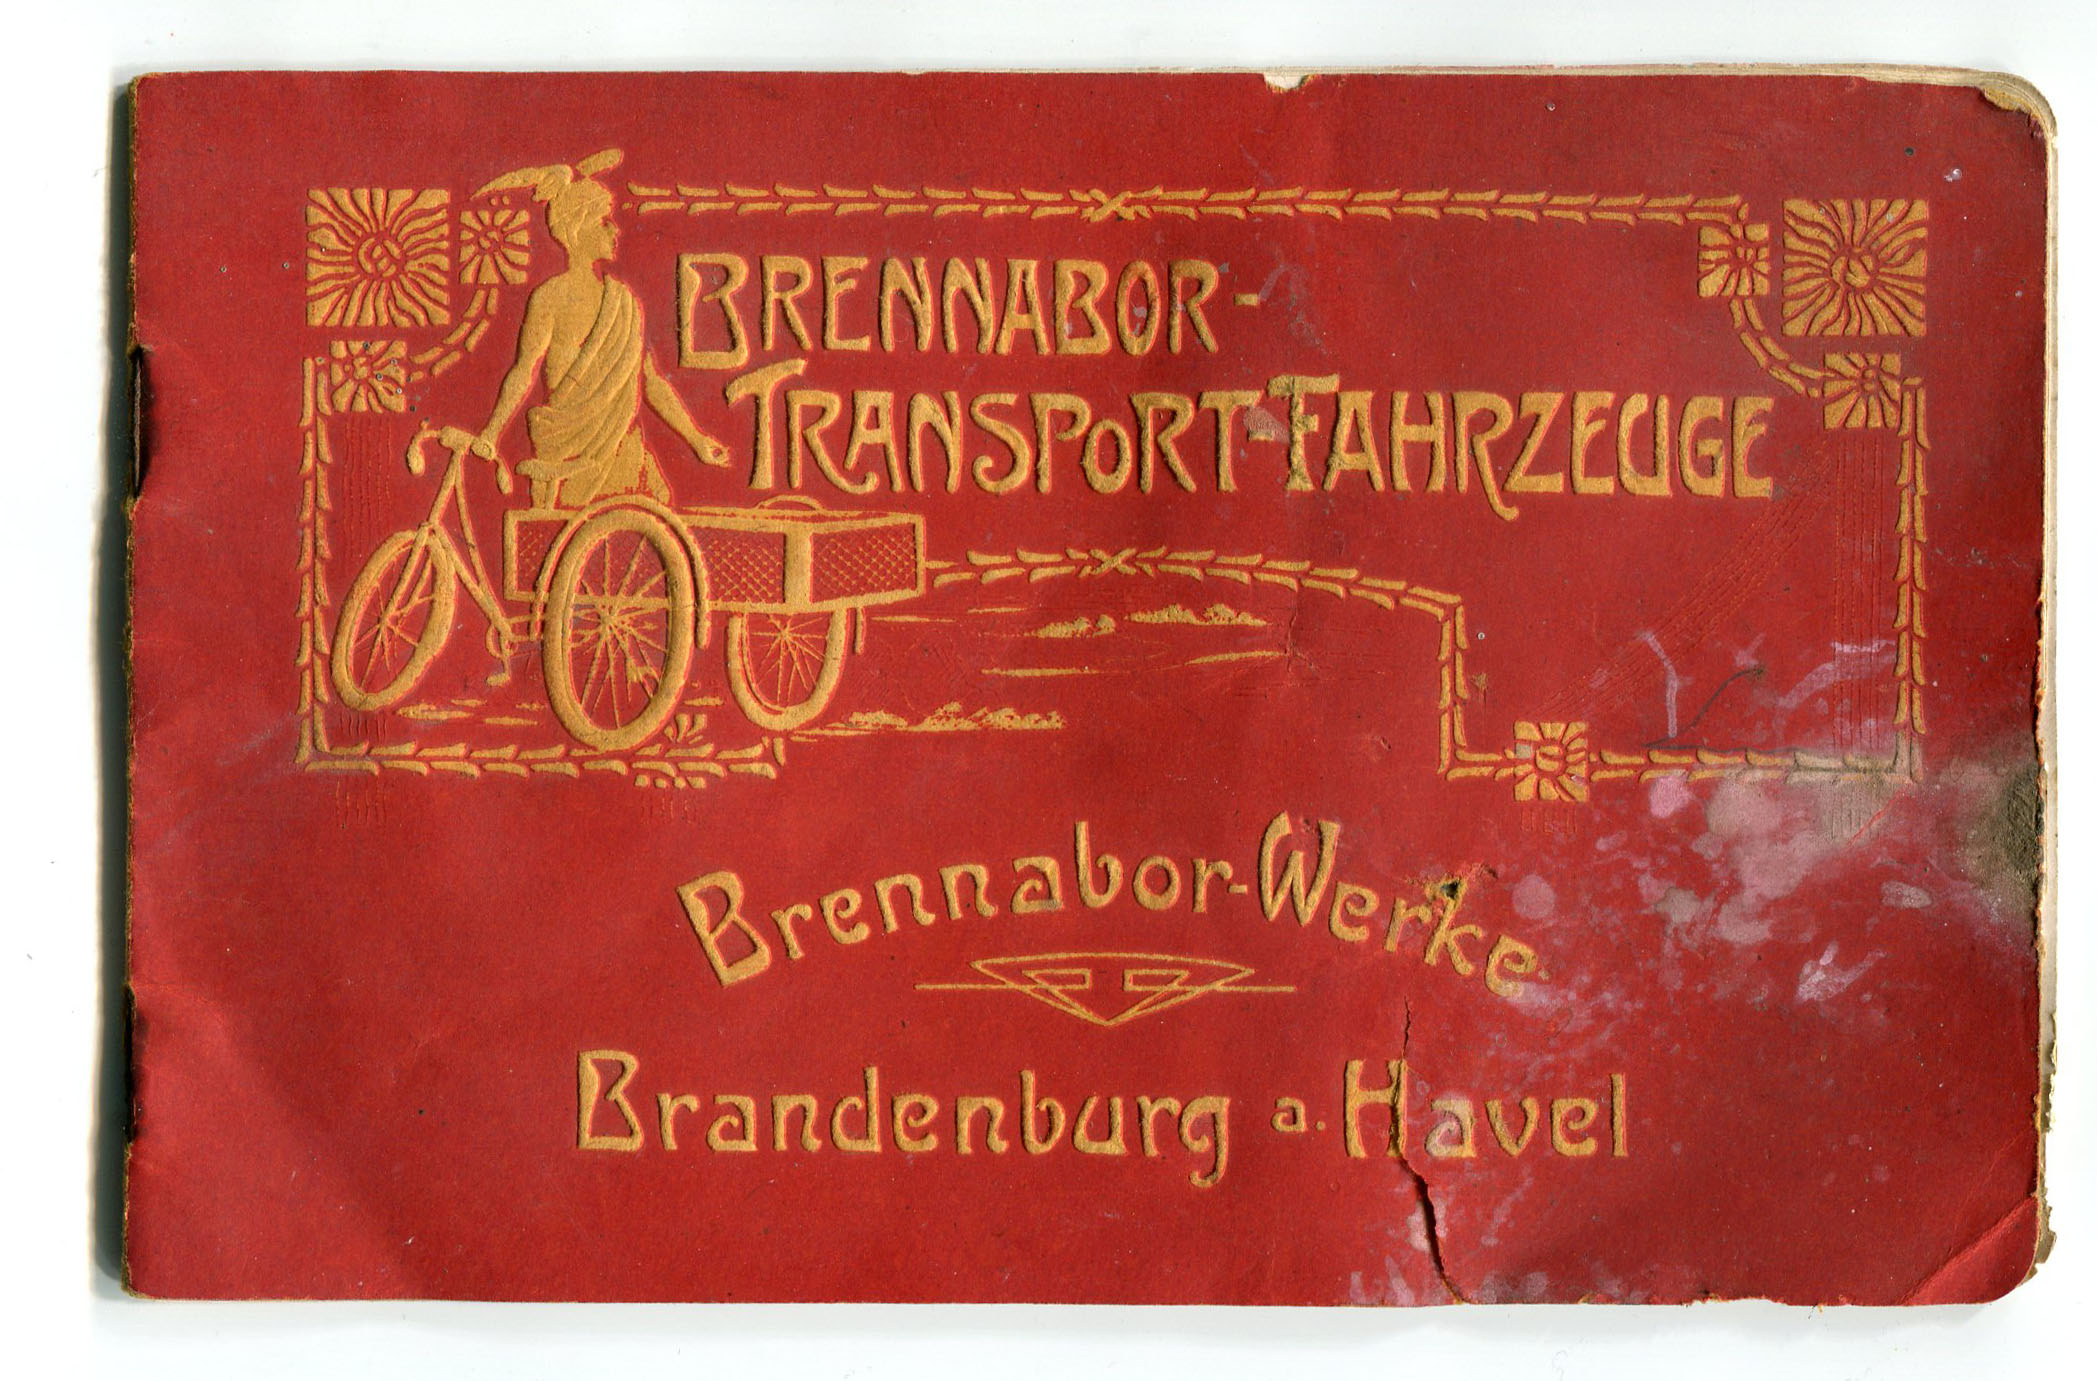 BRENNABOR-
TRANSPORT-FAHRZEUGE
Brennabor-Werke
Brandenburg a. Havel